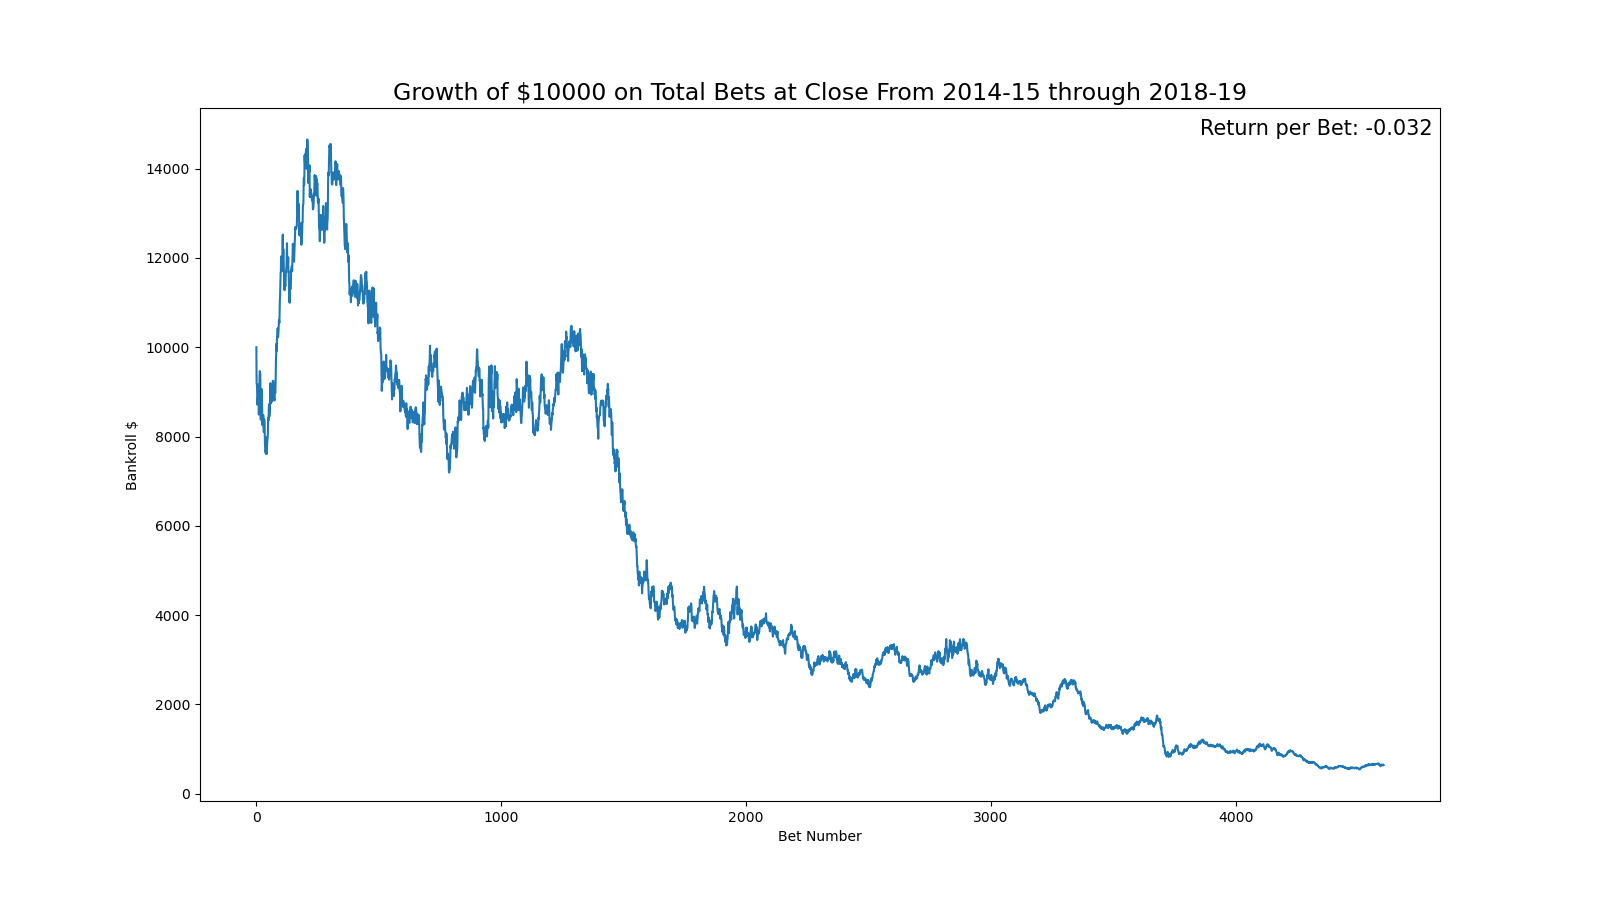 Growth of $10000 on Total Bets at Close From 2014-15 through 2018-19
Return per Bet: -0.032
14000
12000
10000
8000
6000
4000
2000
0
Bankroll $
0 1000 2000 3000 4000
Bet Number